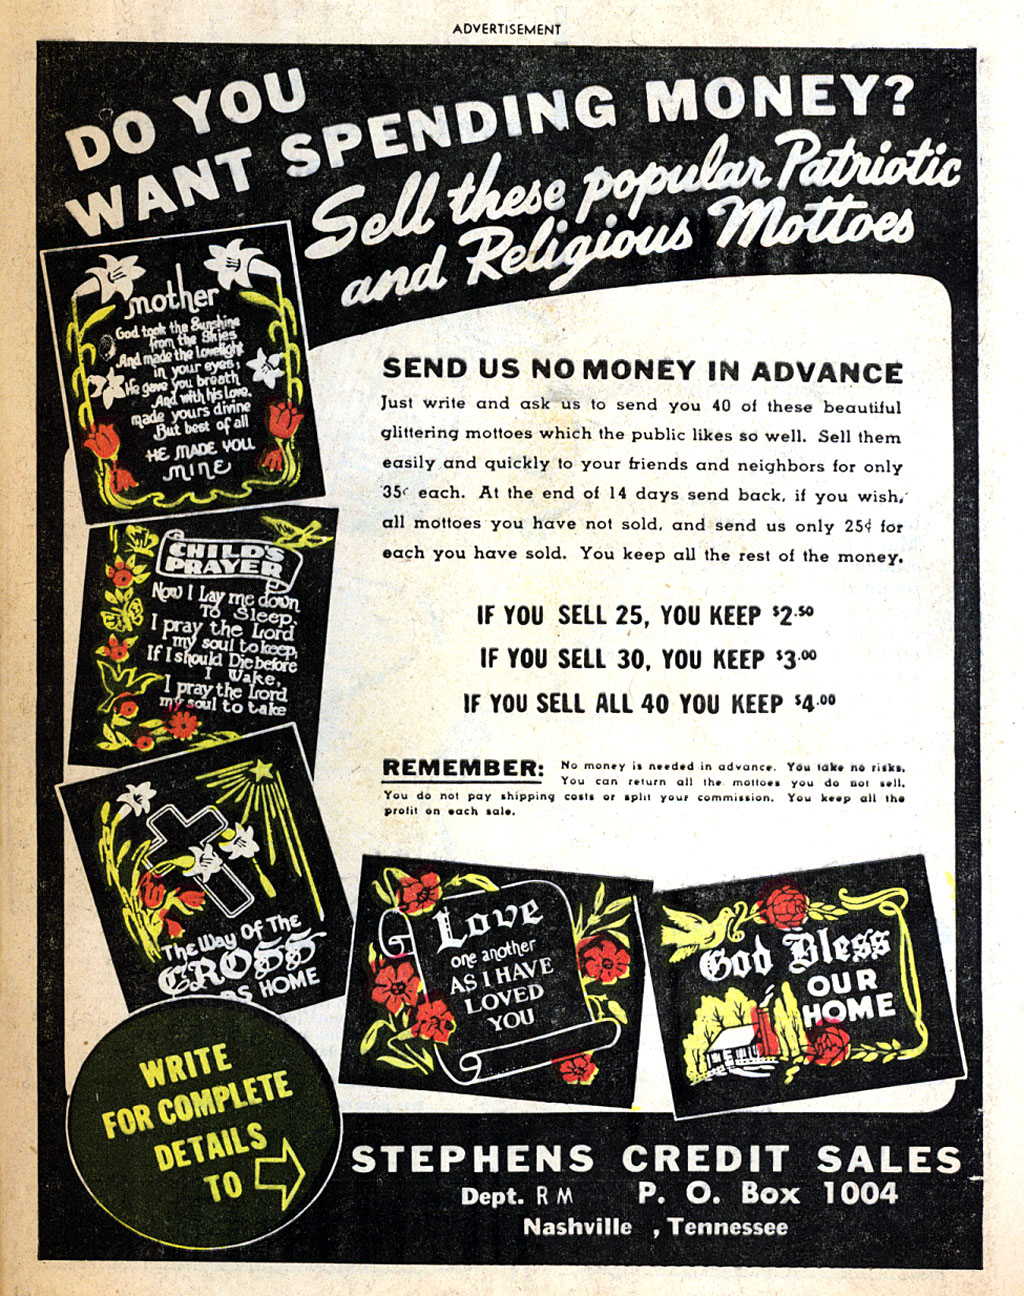 ADVERTISEMENT
DO YOU
WANT SPENDING MONEY?
Sell these popular Patriotic
and Religious Mottoes
mother
God took the Sunshine
from the Skies
And made the Lovelight
in your eyes;
He gave you breath
And with his Love,
made yours divine
But best of all
HE MADE YOU
MINE
CHILD'S
PRAYER
Now I Lay me down
To Sleep,
I pray the Lord
my soul to keep,
If I should Die before
I Wake,
I pray the Lord
my soul to take
The Way Of The
CROSS
HOME
SEND US NO MONEY IN ADVANCE
Just write and ask us to send you 40 of these beautiful
glittering mottoes which the public likes so well. Sell them
easily and quickly to your friends and neighbors for only
35¢ each. At the end of 14 days send back, if you wish,
all mottoes you have not sold, and send us only 25¢ for
each you have sold. You keep all the rest of the money.
IF YOU SELL 25, YOU KEEP $2.50
IF YOU SELL 30, YOU KEEP $3.00
IF YOU SELL ALL 40 YOU KEEP $4.00
REMEMBER: No money is needed in advance. You take no risks.
You can return all the mottoes you do not sell.
You do not pay shipping costs or split your commission. You keep all the
profit on each sale.
Love
one another
AS I HAVE
LOVED
YOU
God Bless
OUR
HOME
WRITE
FOR COMPLETE
DETAILS
TO
STEPHENS CREDIT SALES
Dept. R M P. O. Box 1004
Nashville , Tennessee